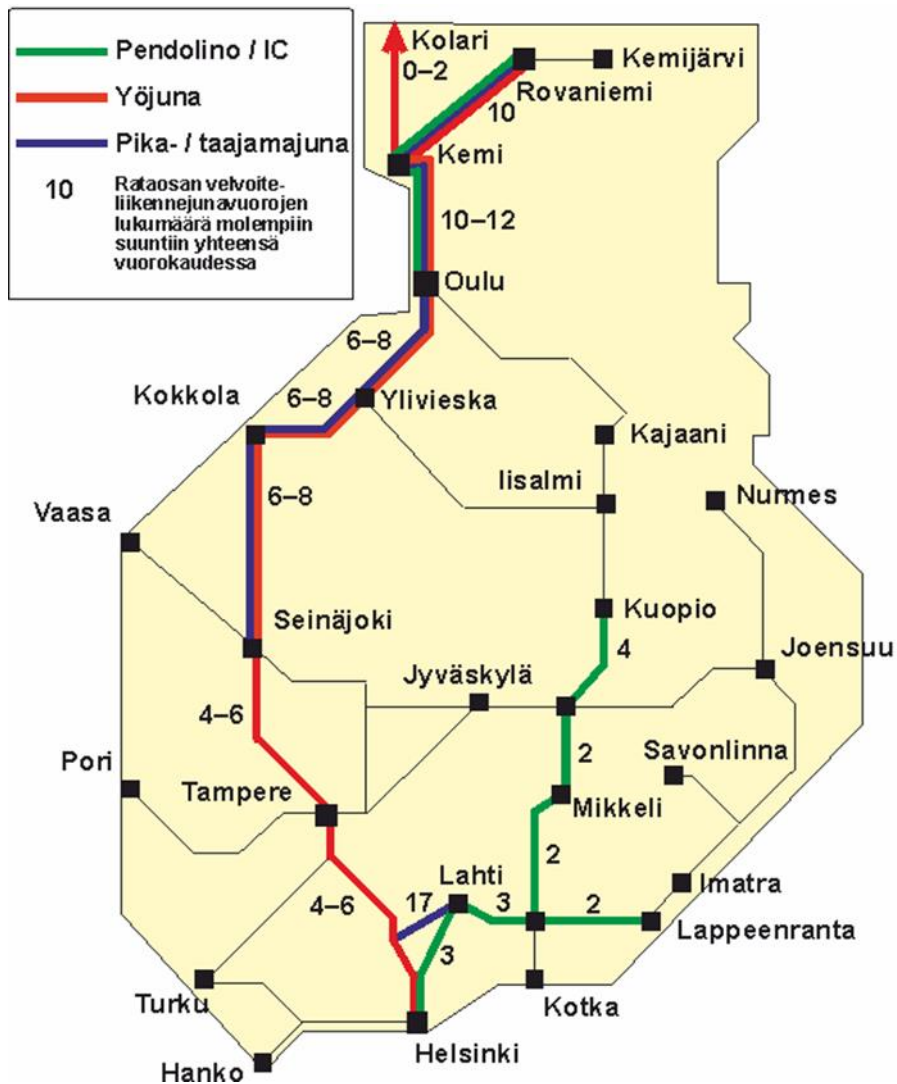 Pendolino / IC
Yöjuna
Pika- / taajamajuna
10
Rataosan velvoite-
liikennejunavuorojen
lukumäärä molempiin
suuntiin yhteensä
vuorokaudessa
Kolari
0–2
Kemijärvi
Rovaniemi
10
Kemi
10–12
Oulu
6–8
Kokkola
6–8
Ylivieska
Kajaani
Iisalmi
6–8
Nurmes
Vaasa
Kuopio
Seinäjoki
4
Joensuu
Jyväskylä
4–6
2
Savonlinna
Pori
Tampere
Mikkeli
2
Lahti
Imatra
4–6
17
3
2
Lappeenranta
3
Turku
Kotka
Helsinki
Hanko